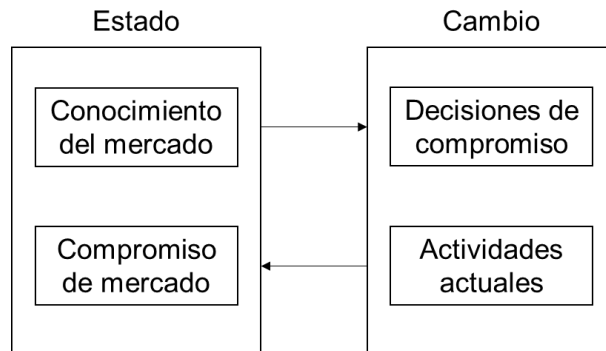 Estado
Cambio
Conocimiento
del mercado
Decisiones de
compromiso
Compromiso
de mercado
Actividades
actuales